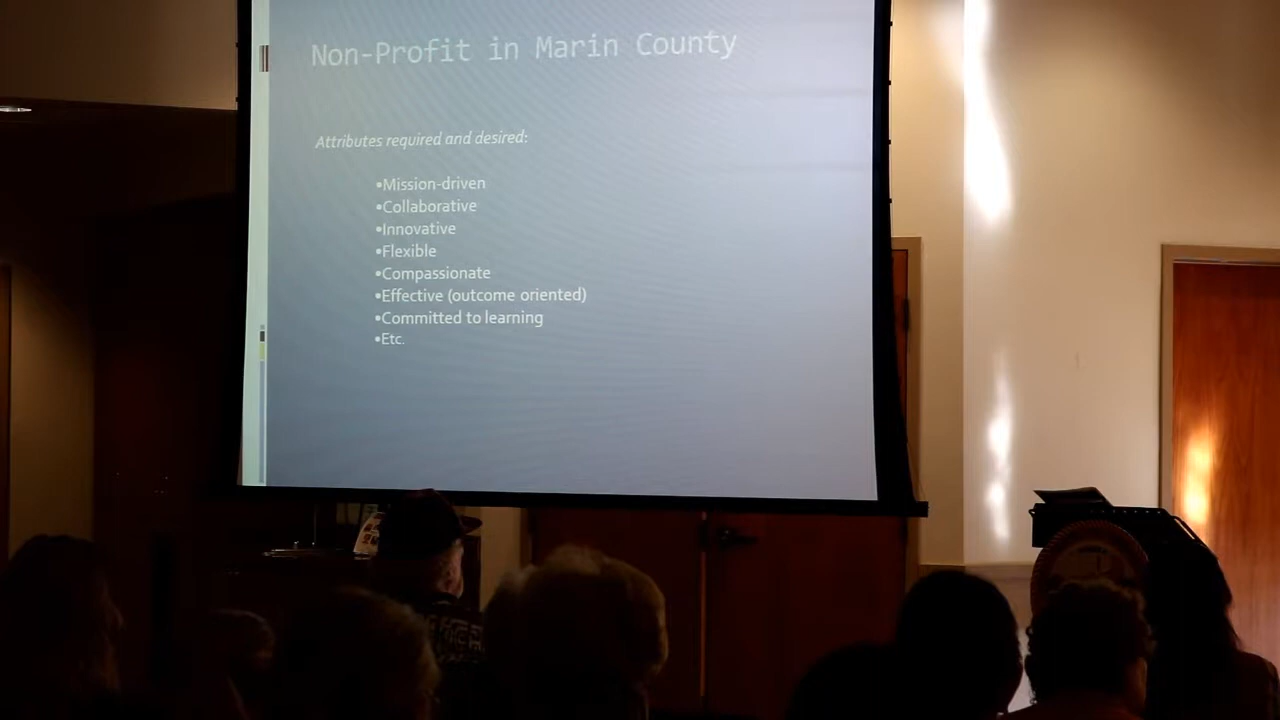 Non-Profit in Marin County
Attributes required and desired:
•Mission-driven
•Collaborative
•Innovative
•Flexible
•Compassionate
•Effective (outcome oriented)
•Committed to learning
•Etc.